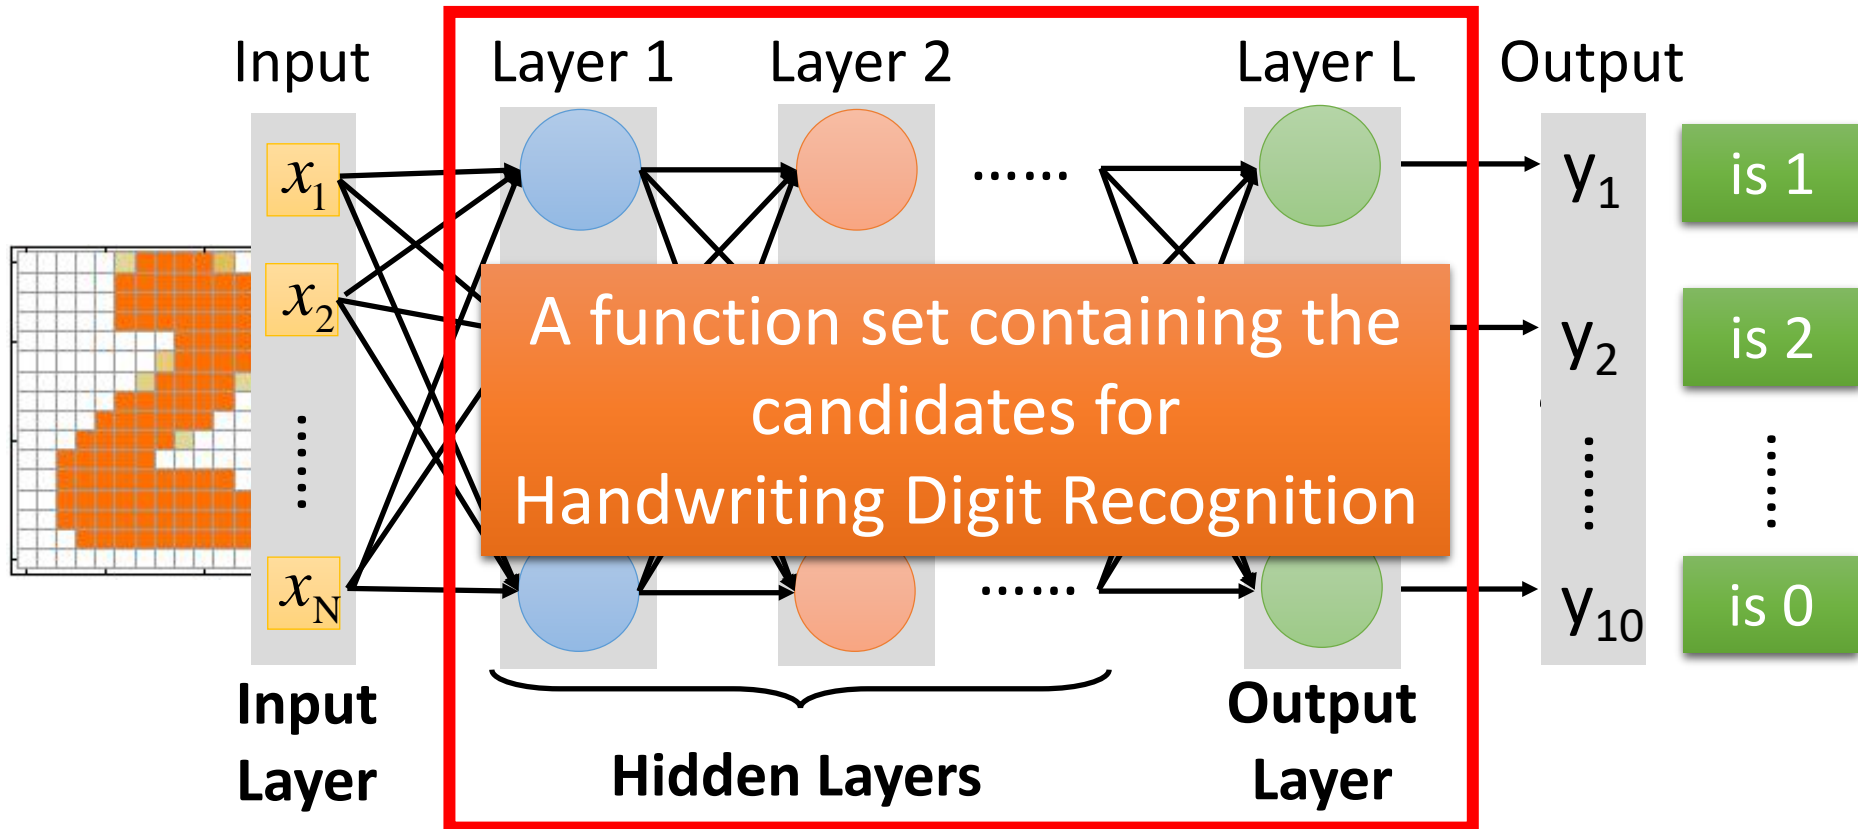 Input Layer 1 Layer 2 Layer L Output
x₁ …… y₁ is 1
x₂ y₂ is 2
A function set containing the
candidates for
Handwriting Digit Recognition
…… …… ……
x_N …… y₁₀ is 0
Input Layer
Hidden Layers
Output Layer